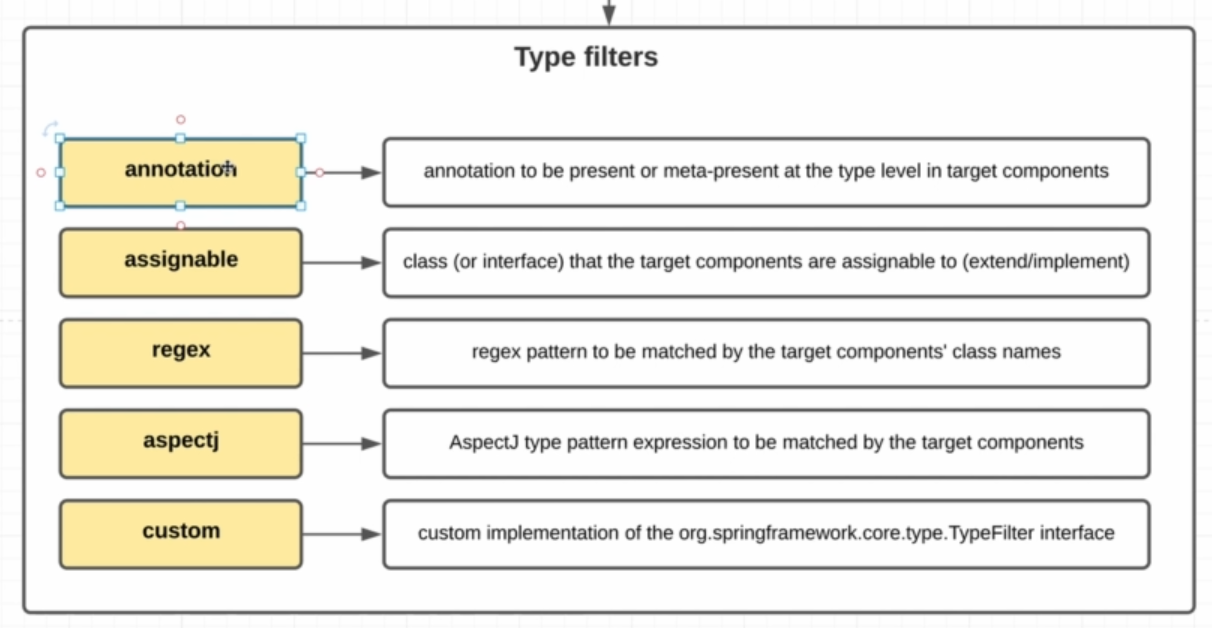 Type filters
annotation
annotation to be present or meta-present at the type level in target components
assignable
class (or interface) that the target components are assignable to (extend/implement)
regex
regex pattern to be matched by the target components' class names
aspectj
AspectJ type pattern expression to be matched by the target components
custom
custom implementation of the org.springframework.core.type.TypeFilter interface